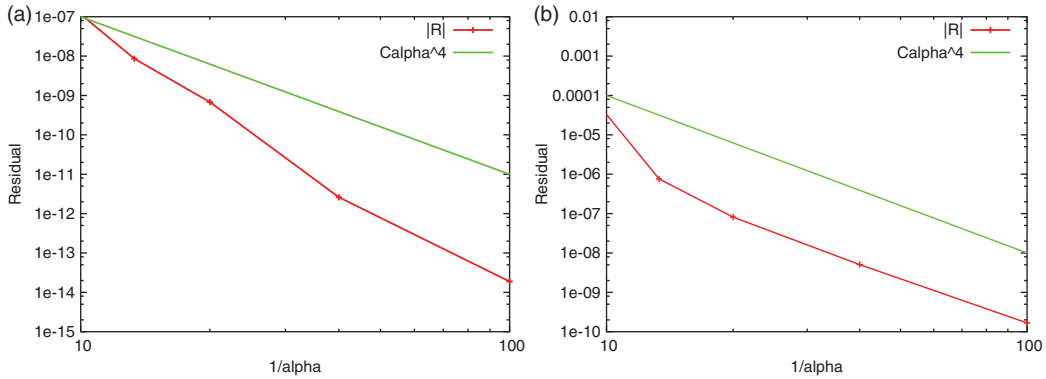 (a)
1e-07
1e-08
1e-09
1e-10
1e-11
1e-12
1e-13
1e-14
1e-15
Residual
10
100
1/alpha
|R|
Calpha^4
(b)
0.01
0.001
0.0001
1e-05
1e-06
1e-07
1e-08
1e-09
1e-10
Residual
10
100
1/alpha
|R|
Calpha^4